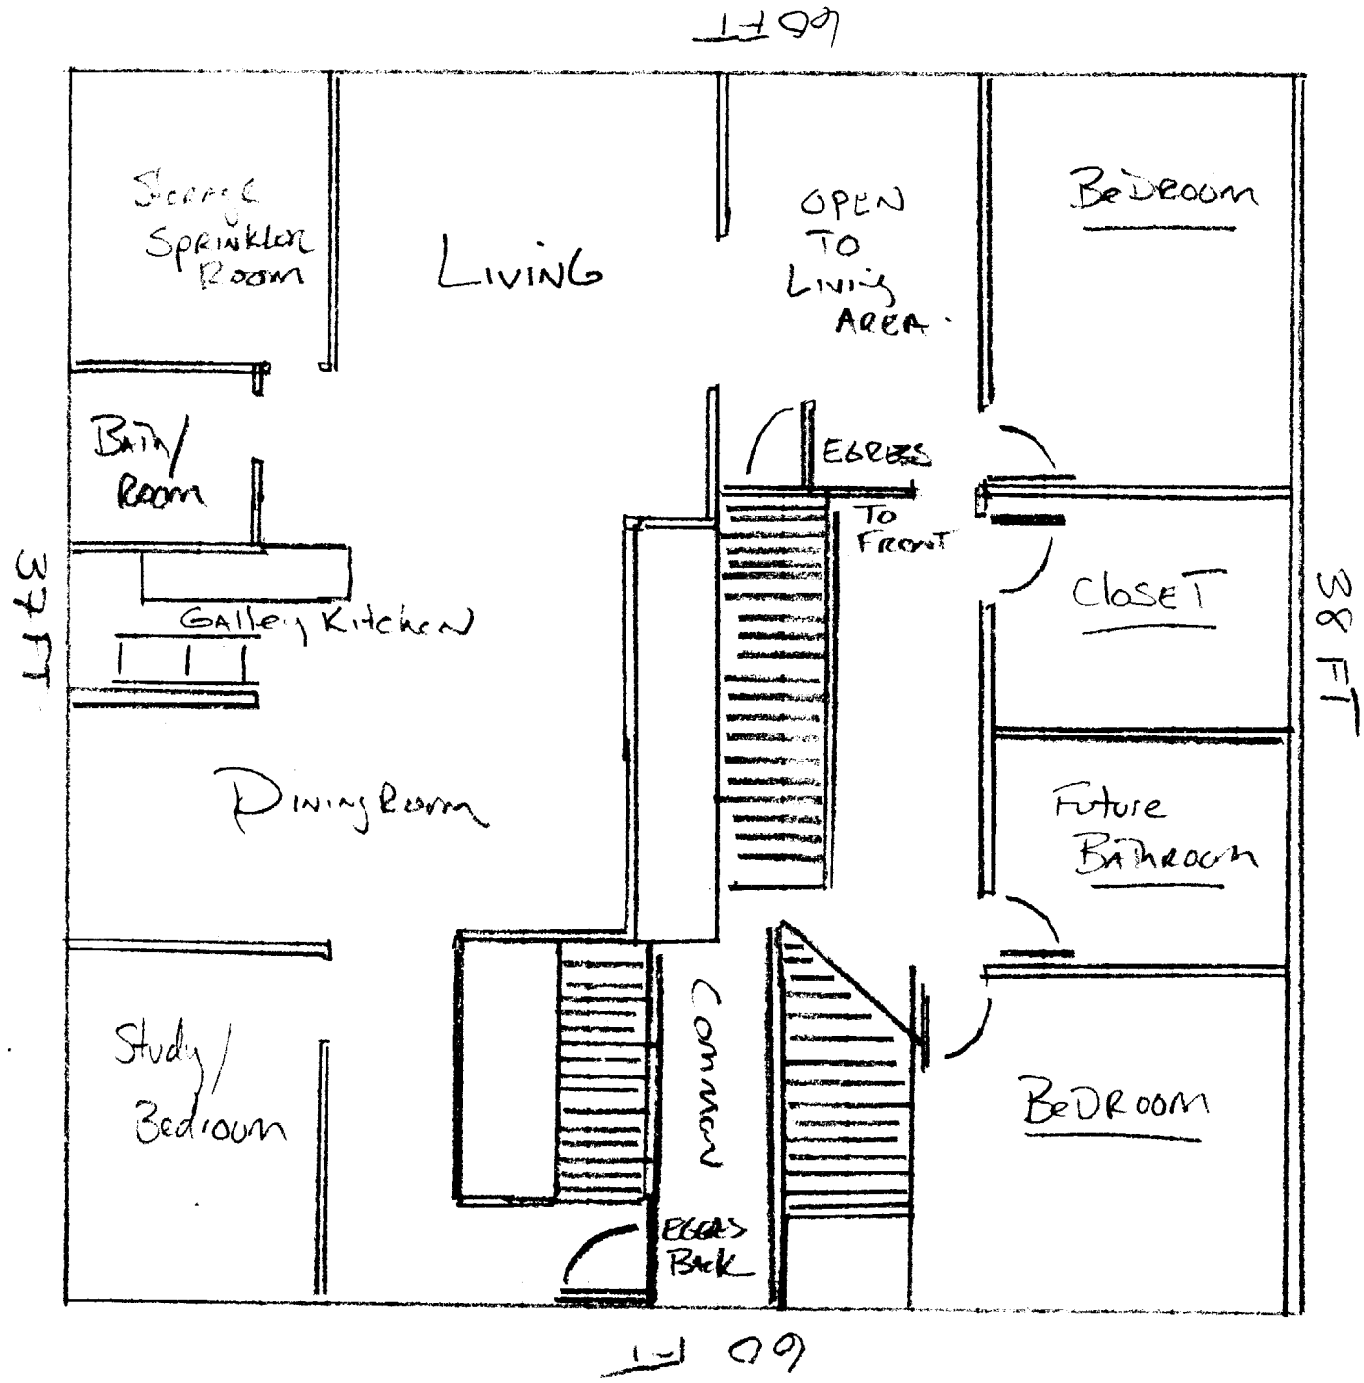 60 FT
Storage
SPRINKLER
ROOM
LIVING
OPEN
TO
Living
AREA.
BeDROOM
BATH/
ROOM
EGRESS
TO
FRONT
37 FT
Galley Kitchen
CloseT
38 FT
Dining Room
Future
BATHROOM
Study/
Bedroom
Common
BeDROOM
EGRES
Back
60 FT